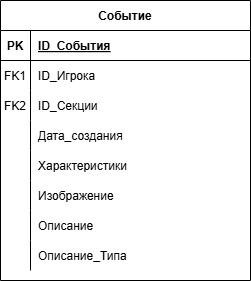 Событие
PK ID_События
FK1 ID_Игрока
FK2 ID_Секции
Дата_создания
Характеристики
Изображение
Описание
Описание_Типа